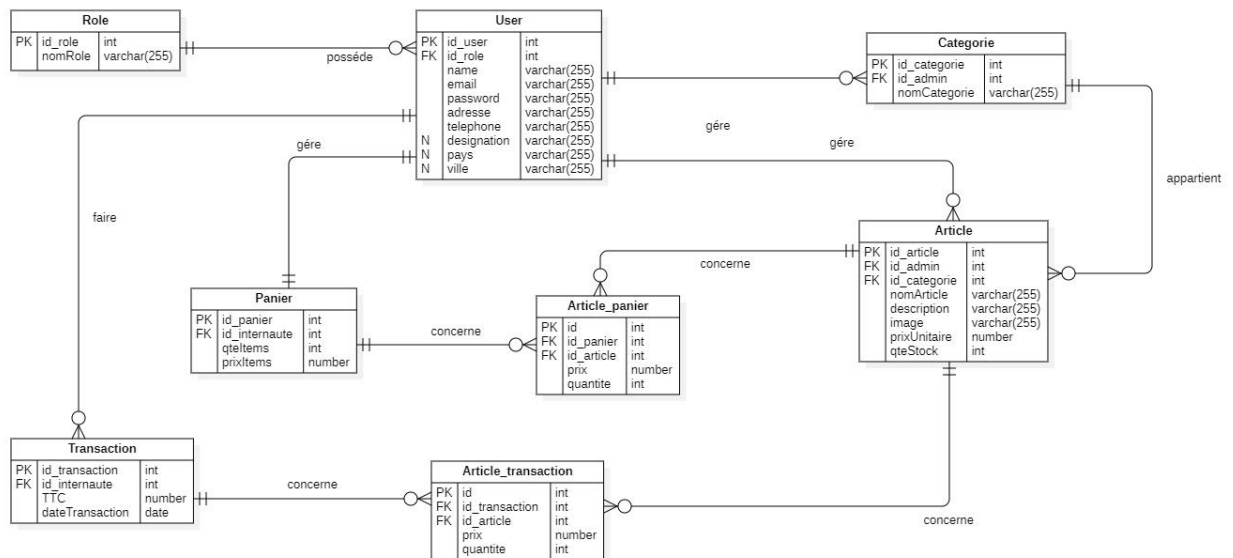 Role
PK id_role int
nomRole varchar(255)
posséde
User
PK id_user int
FK id_role int
name varchar(255)
email varchar(255)
password varchar(255)
adresse varchar(255)
telephone varchar(255)
N designation varchar(255)
N pays varchar(255)
N ville varchar(255)
Categorie
PK id_categorie int
FK id_admin int
nomCategorie varchar(255)
gére
gére
gére
appartient
faire
Article
PK id_article int
FK id_admin int
FK id_categorie int
nomArticle varchar(255)
description varchar(255)
image varchar(255)
prixUnitaire number
qteStock int
concerne
Panier
PK id_panier int
FK id_internaute int
qteItems int
prixItems number
concerne
Article_panier
PK id int
FK id_panier int
FK id_article int
prix number
quantite int
Transaction
PK id_transaction int
FK id_internaute int
TTC number
dateTransaction date
concerne
Article_transaction
PK id int
FK id_transaction int
FK id_article int
prix number
quantite int
concerne